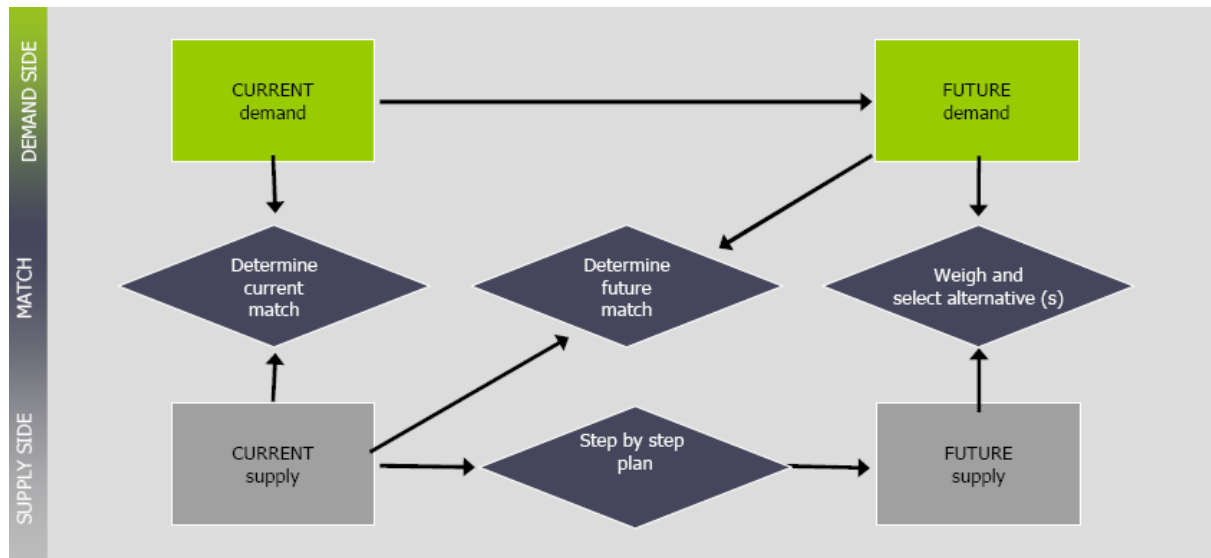 DEMAND SIDE
MATCH
SUPPLY SIDE
CURRENT
demand
FUTURE
demand
Determine
current
match
Determine
future
match
Weigh and
select alternative (s)
CURRENT
supply
Step by step
plan
FUTURE
supply